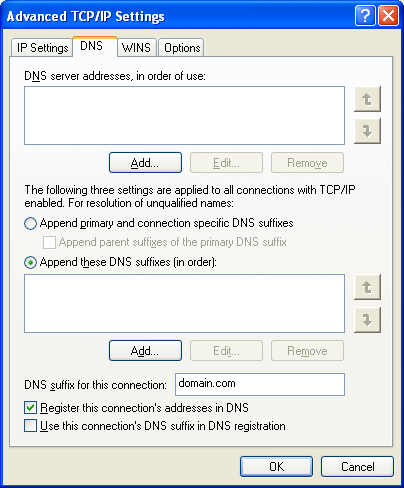 Advanced TCP/IP Settings
IP Settings DNS WINS Options
DNS server addresses, in order of use:
Add... Edit... Remove
The following three settings are applied to all connections with TCP/IP
enabled. For resolution of unqualified names:
Append primary and connection specific DNS suffixes
Append parent suffixes of the primary DNS suffix
Append these DNS suffixes (in order):
Add... Edit... Remove
DNS suffix for this connection: domain.com
Register this connection's addresses in DNS
Use this connection's DNS suffix in DNS registration
OK Cancel